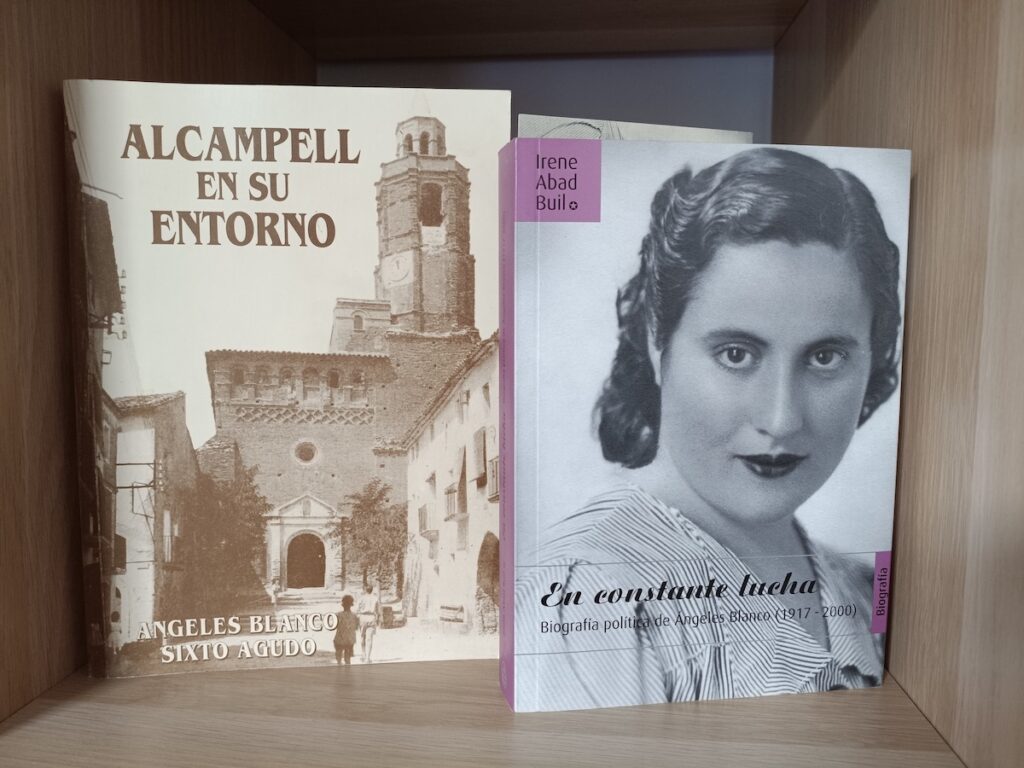 ALCAMPELL
EN SU
ENTORNO
ANGELES BLANCO
SIXTO AGUDO
Irene
Abad
Buil
En constante lucha
Biografía política de Ángeles Blanco (1917 - 2000)
Biografía